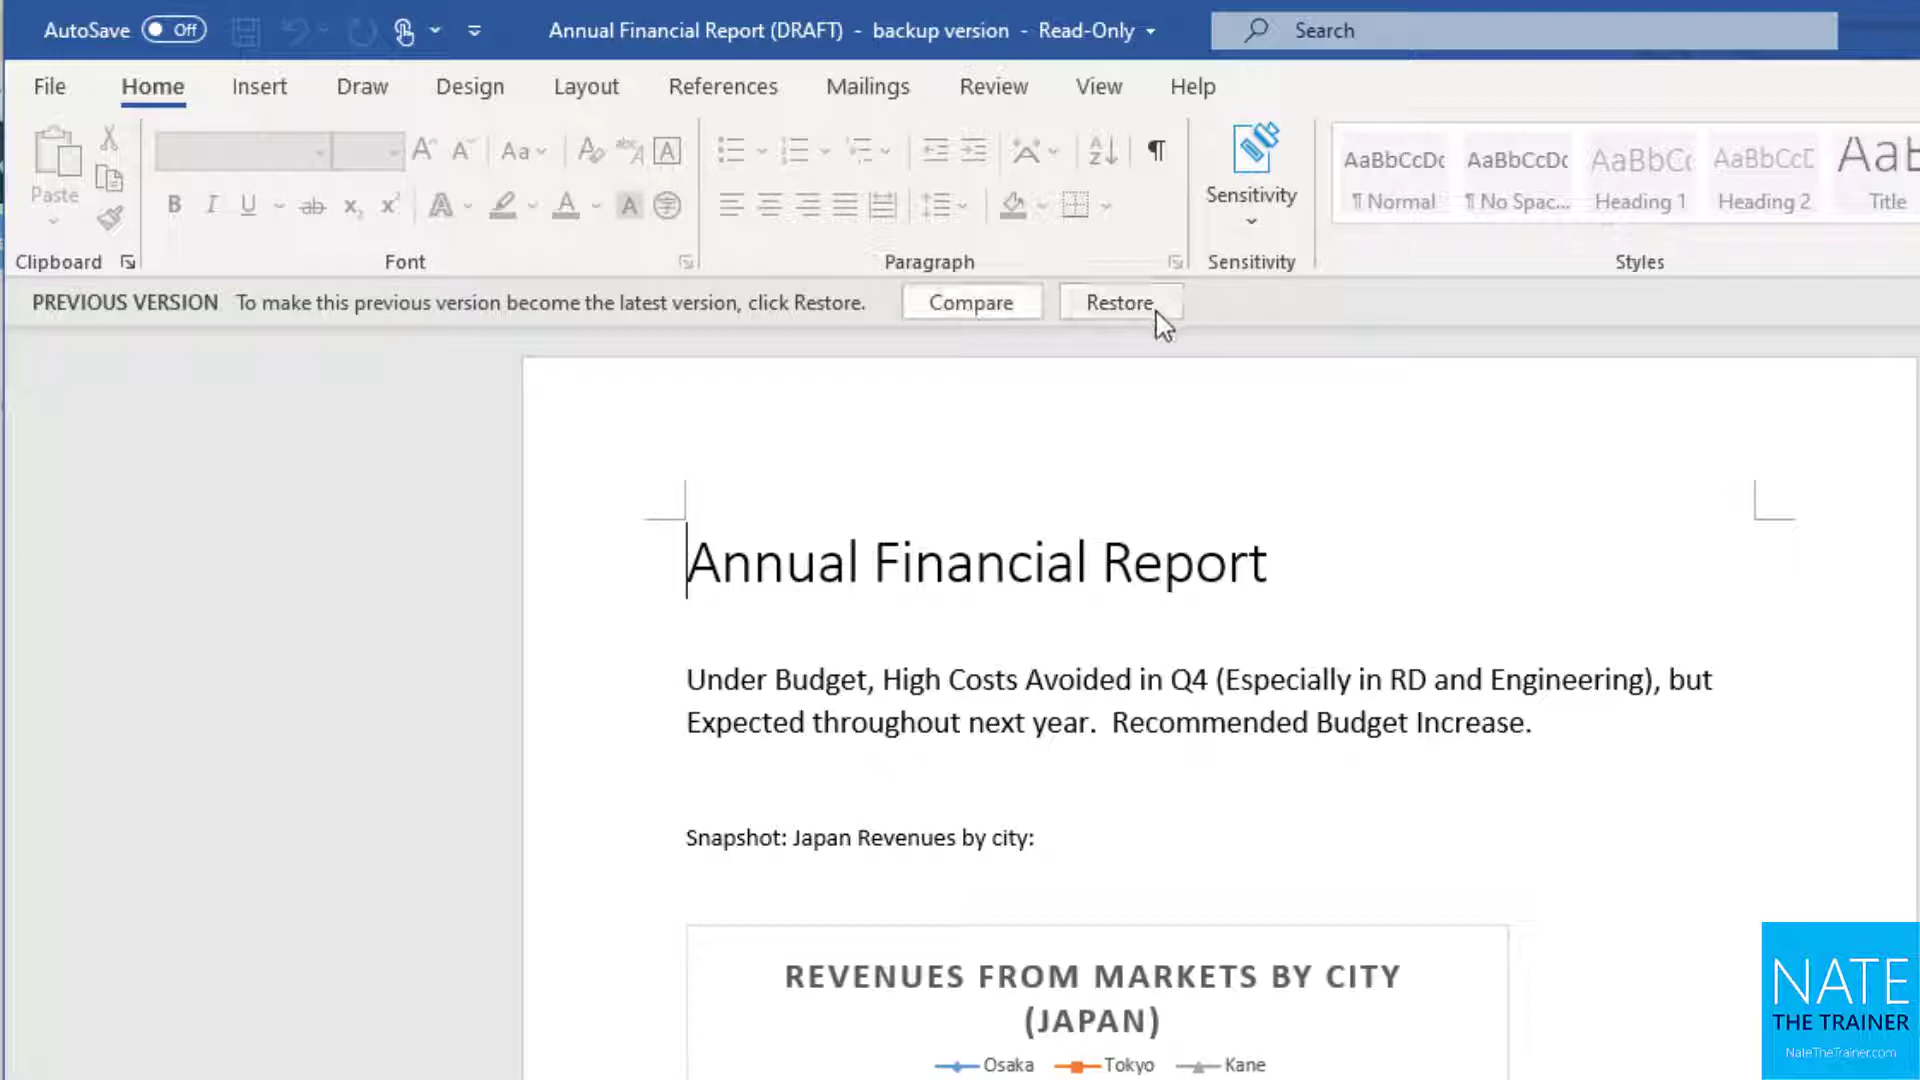 AutoSave Off Annual Financial Report (DRAFT) - backup version - Read-Only Search
File Home Insert Draw Design Layout References Mailings Review View Help
Paste Aa B I U ab x₂ x² A A A Sensitivity
AaBbCcDc AaBbCcDc AaBbCc AaBbCcD AaB
¶ Normal ¶ No Spac... Heading 1 Heading 2 Title
Clipboard Font Paragraph Sensitivity Styles
PREVIOUS VERSION To make this previous version become the latest version, click Restore. Compare Restore
Annual Financial Report
Under Budget, High Costs Avoided in Q4 (Especially in RD and Engineering), but
Expected throughout next year. Recommended Budget Increase.
Snapshot: Japan Revenues by city:
REVENUES FROM MARKETS BY CITY
(JAPAN)
Osaka Tokyo Kane
NATE
THE TRAINER
NateTheTrainer.com